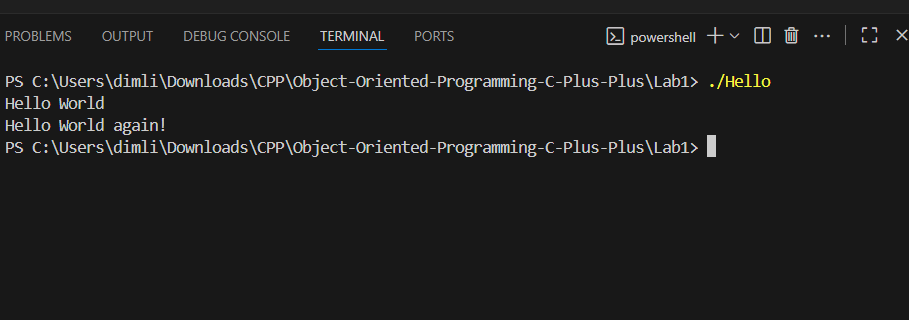 PROBLEMS OUTPUT DEBUG CONSOLE TERMINAL PORTS powershell
PS C:\Users\dimli\Downloads\CPP\Object-Oriented-Programming-C-Plus-Plus\Lab1> ./Hello
Hello World
Hello World again!
PS C:\Users\dimli\Downloads\CPP\Object-Oriented-Programming-C-Plus-Plus\Lab1>